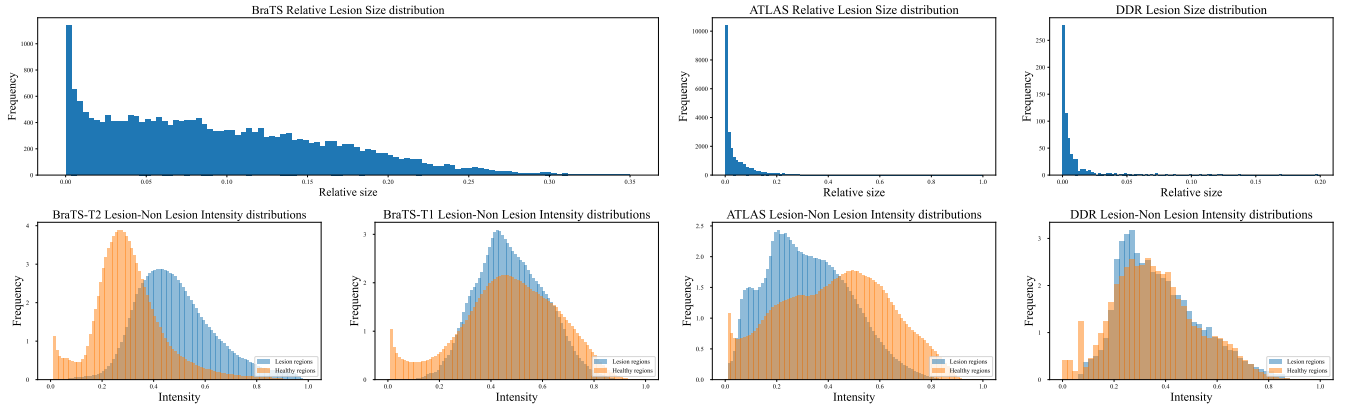 BraTS Relative Lesion Size distribution
Frequency
1000
800
600
400
200
0
0.00 0.05 0.10 0.15 0.20 0.25 0.30 0.35
Relative size
ATLAS Relative Lesion Size distribution
Frequency
10000
8000
6000
4000
2000
0
0.0 0.2 0.4 0.6 0.8 1.0
Relative size
DDR Lesion Size distribution
Frequency
250
200
150
100
50
0
0.00 0.05 0.10 0.15 0.20
Relative size
BraTS-T2 Lesion-Non Lesion Intensity distributions
Frequency
4
3
2
1
0
0.0 0.2 0.4 0.6 0.8 1.0
Intensity
Lesion regions
Healthy regions
BraTS-T1 Lesion-Non Lesion Intensity distributions
Frequency
3
2
1
0
0.0 0.2 0.4 0.6 0.8 1.0
Intensity
Lesion regions
Healthy regions
ATLAS Lesion-Non Lesion Intensity distributions
Frequency
2.5
2.0
1.5
1.0
0.5
0.0
0.0 0.2 0.4 0.6 0.8 1.0
Intensity
Lesion regions
Healthy regions
DDR Lesion-Non Lesion Intensity distributions
Frequency
3
2
1
0
0.0 0.2 0.4 0.6 0.8 1.0
Intensity
Lesion regions
Healthy regions